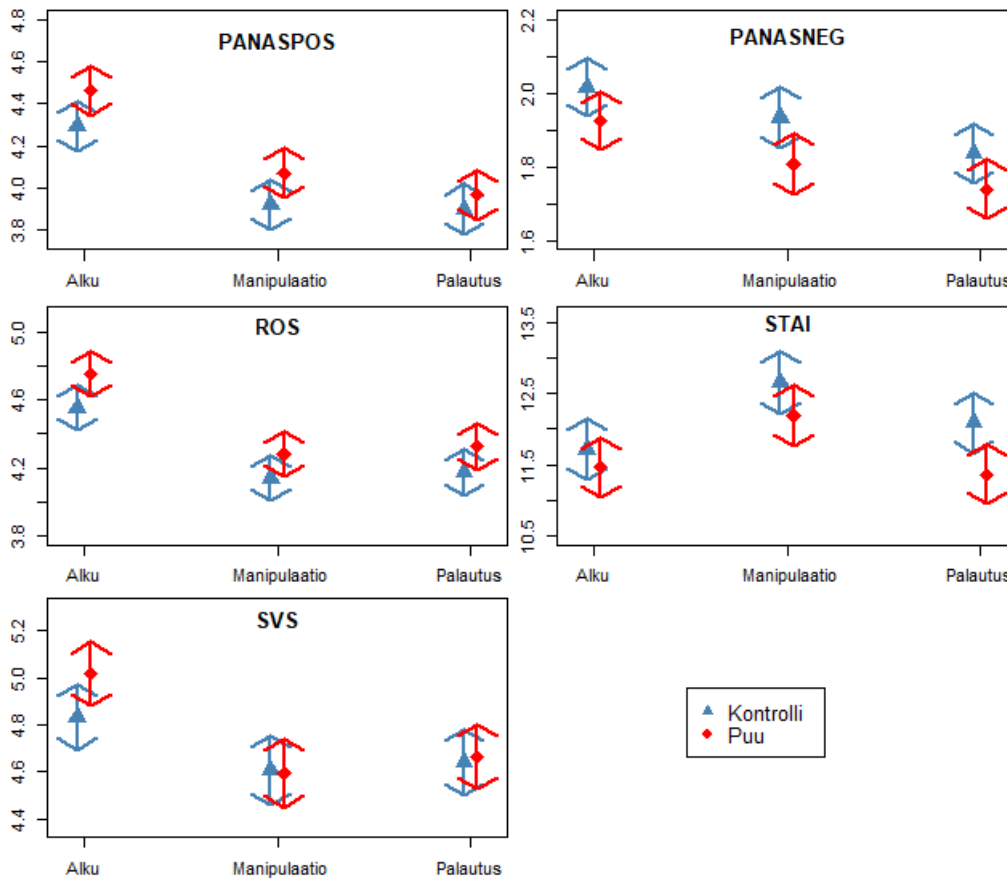 PANASPOS
4.8
4.6
4.4
4.2
4.0
3.8
Alku Manipulaatio Palautus
PANASNEG
2.2
2.0
1.8
1.6
Alku Manipulaatio Palautus
ROS
5.0
4.6
4.2
3.8
Alku Manipulaatio Palautus
STAI
13.5
12.5
11.5
10.5
Alku Manipulaatio Palautus
SVS
5.2
5.0
4.8
4.6
4.4
Alku Manipulaatio Palautus
Kontrolli
Puu